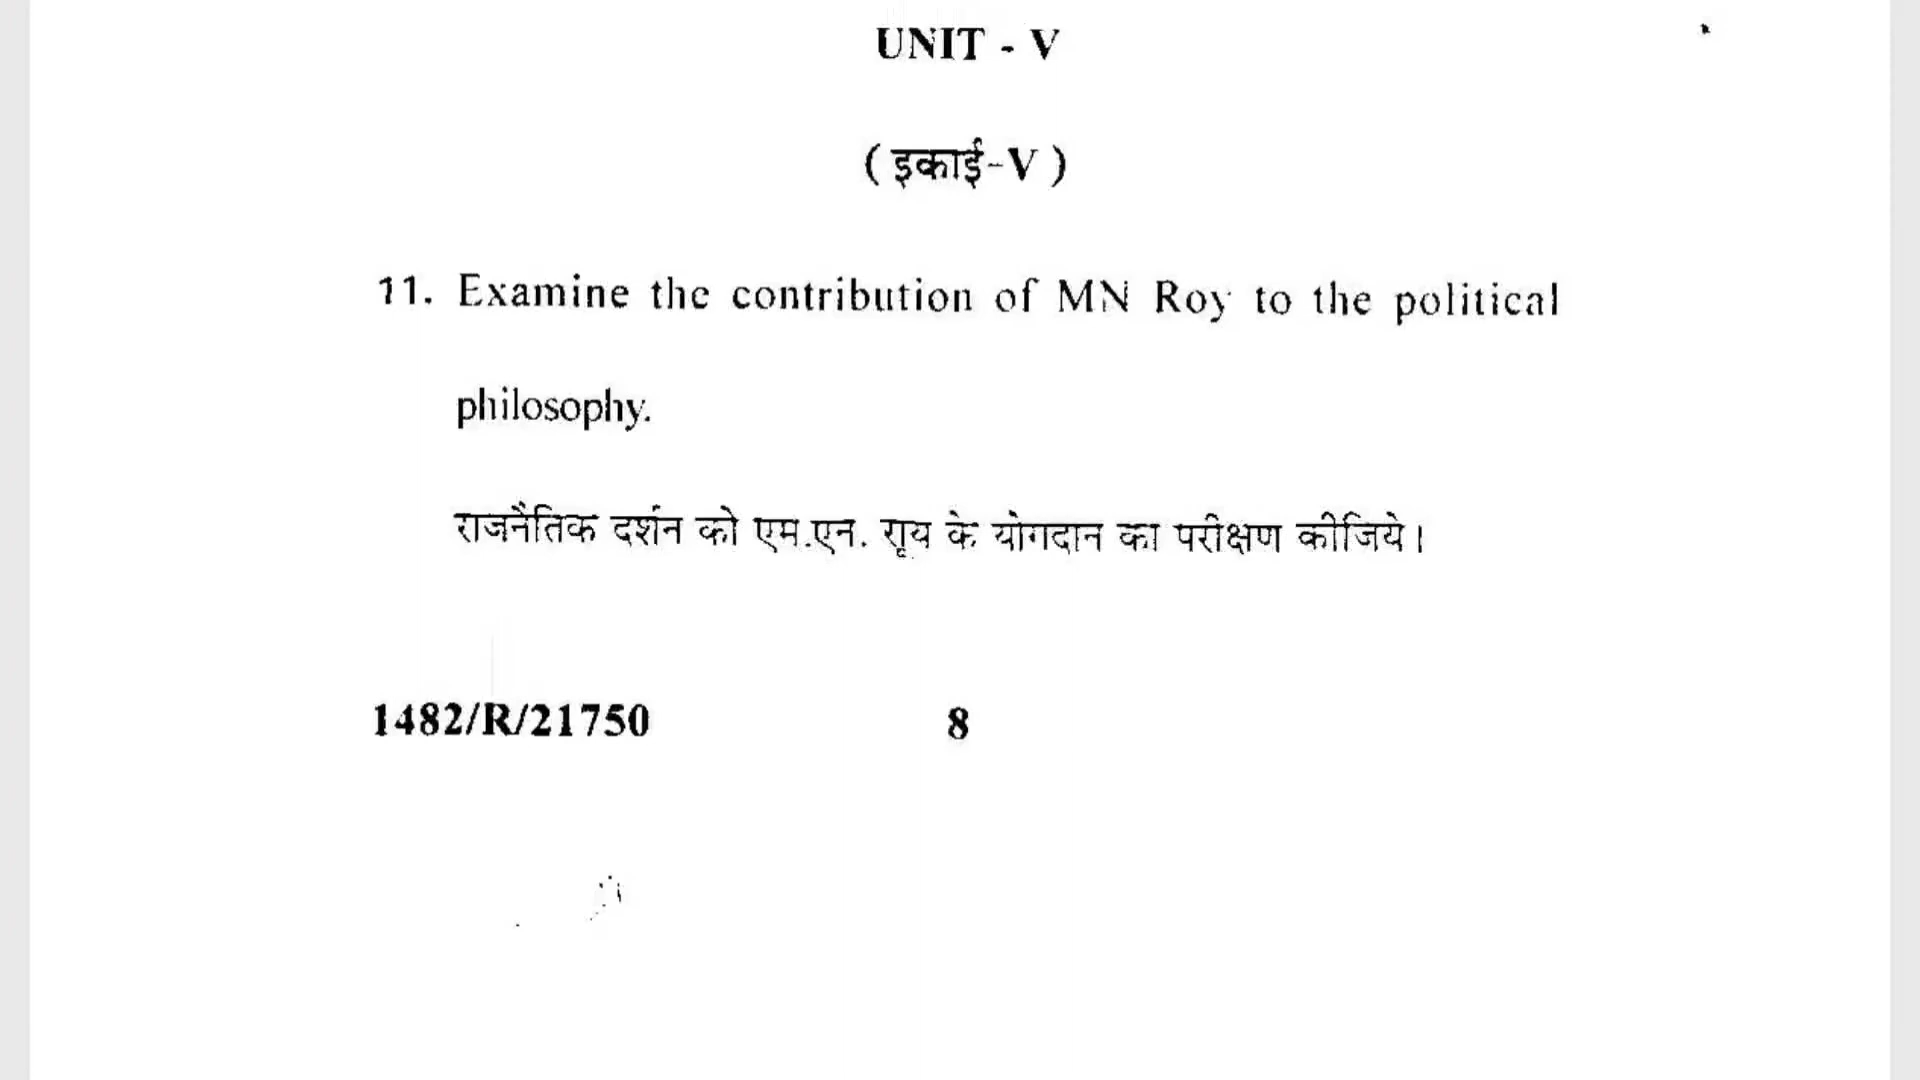 UNIT - V
( इकाई-V )
11. Examine the contribution of MN Roy to the political
philosophy.
राजनैतिक दर्शन को एम.एन. राय के योगदान का परीक्षण कीजिये।
1482/R/21750 8